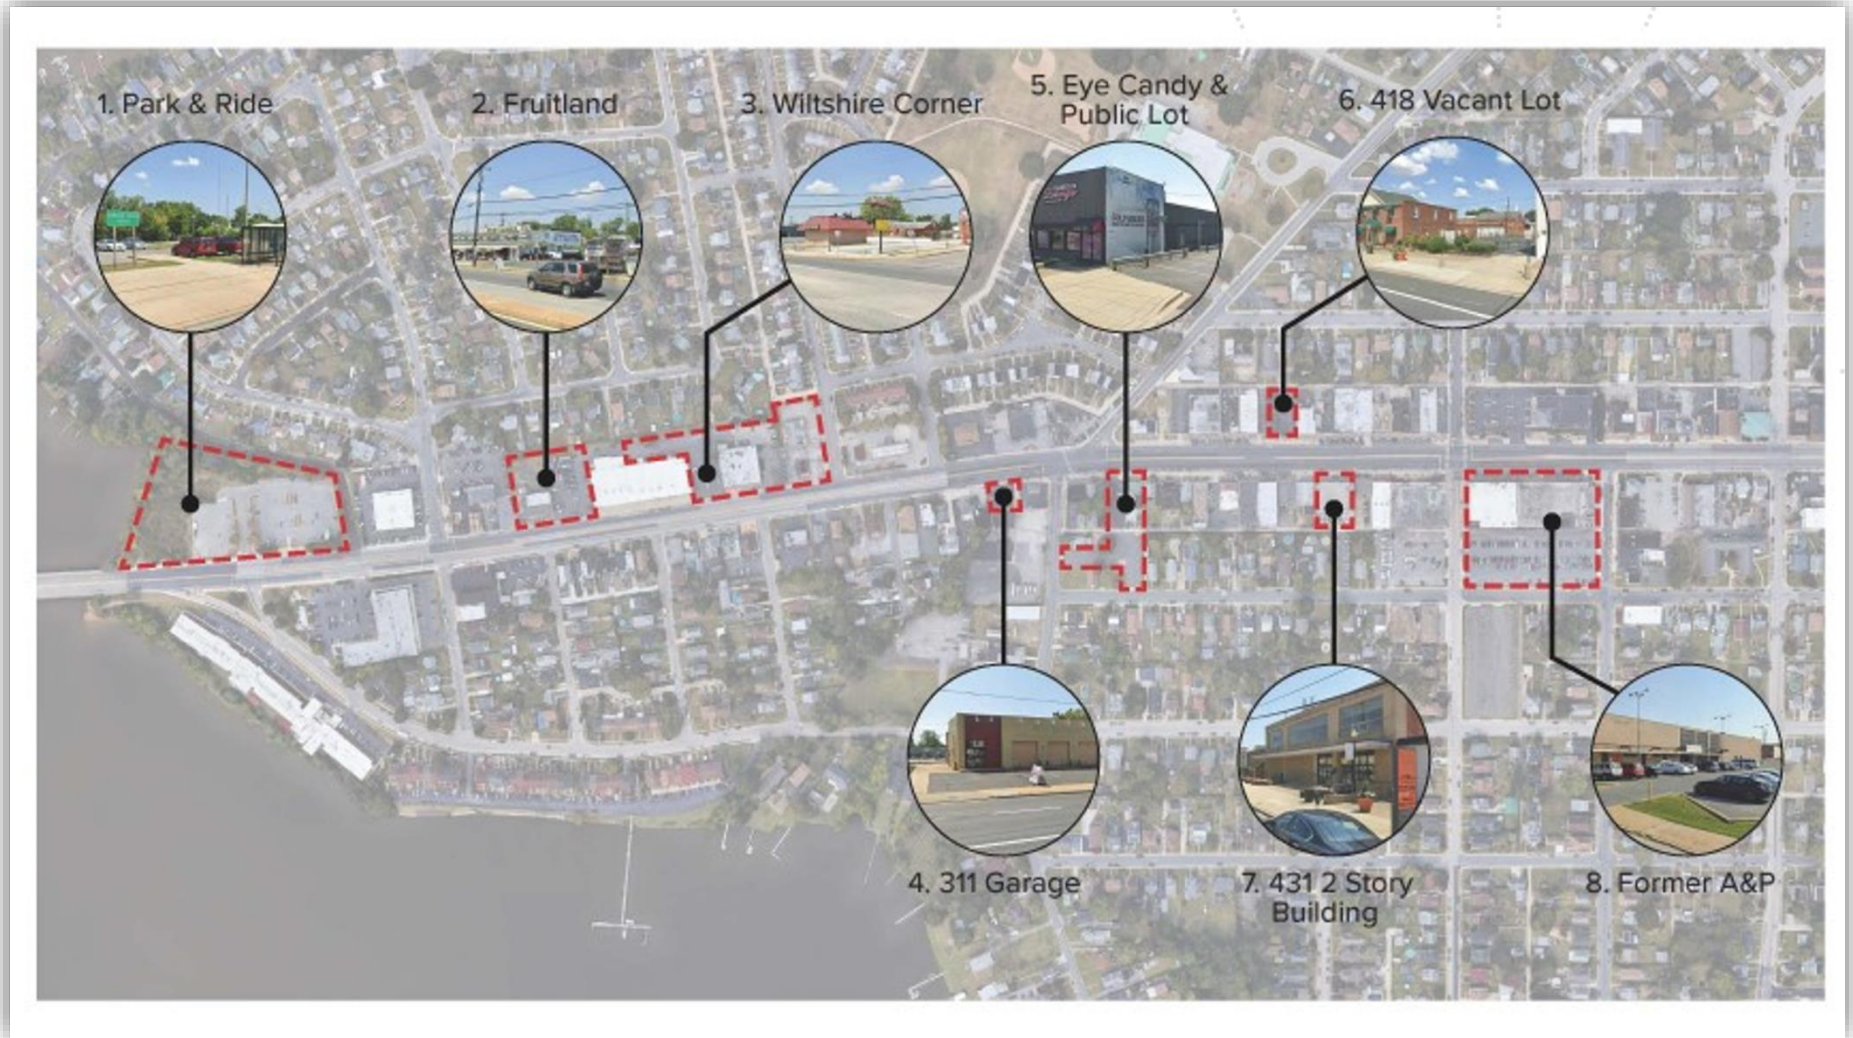 1. Park & Ride
2. Fruitland
3. Wiltshire Corner
5. Eye Candy &
Public Lot
6. 418 Vacant Lot
4. 311 Garage
7. 431 2 Story
Building
8. Former A&P